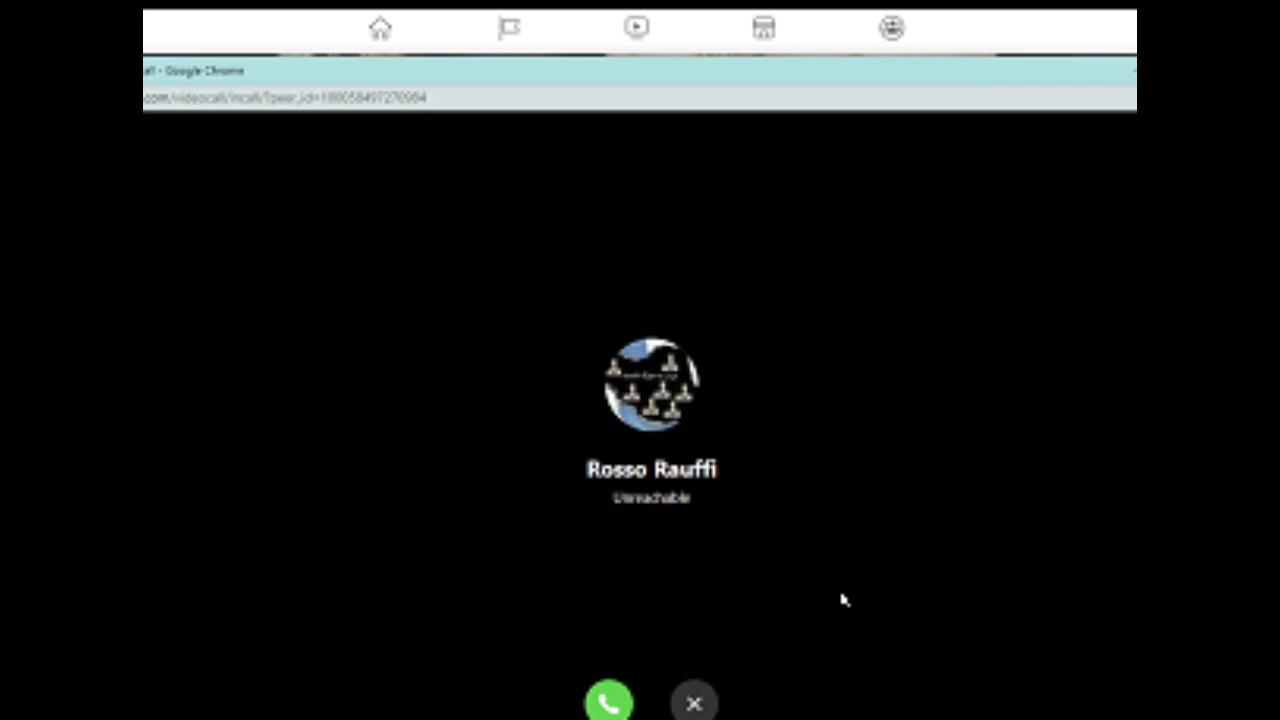 all - Google Chrome
.com/videocall/incall/?peer_id=100058497270984
Rosso Rauffi
Unreachable